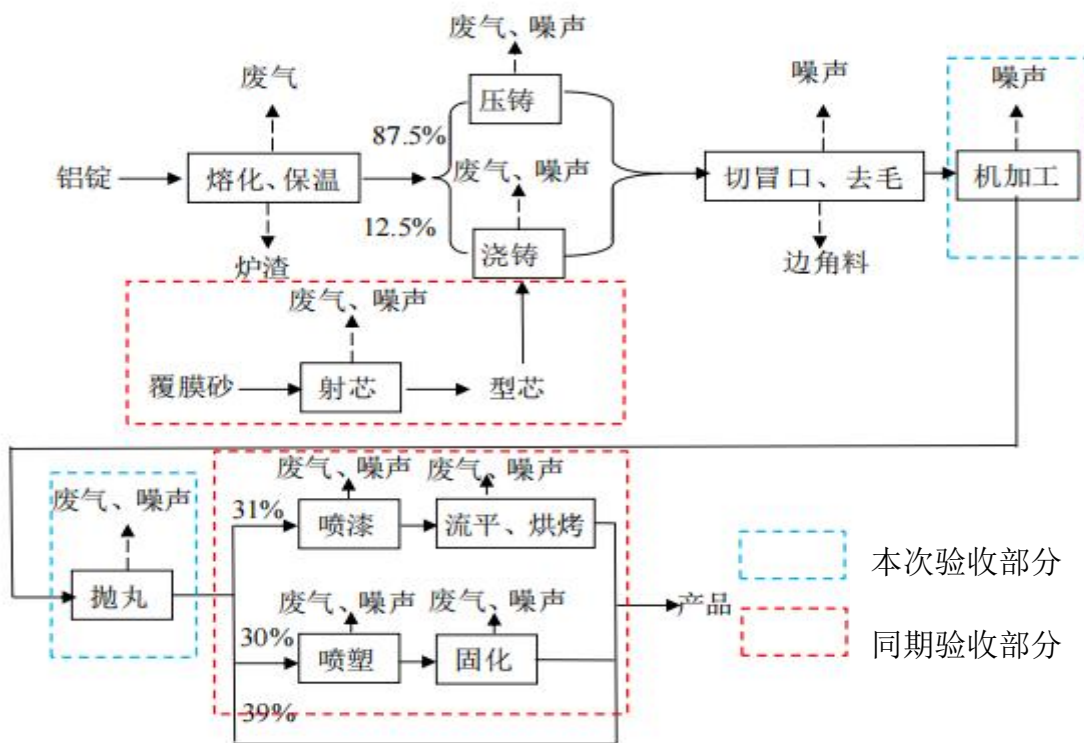 废气、噪声
废气
噪声
噪声
压铸
87.5%
废气、噪声
铝锭
熔化、保温
切冒口、去毛
机加工
12.5%
浇铸
炉渣
边角料
废气、噪声
覆膜砂
射芯
型芯
废气、噪声
废气、噪声
废气、噪声
31%
喷漆
流平、烘烤
本次验收部分
抛丸
废气、噪声
废气、噪声
产品
30%
喷塑
固化
同期验收部分
39%